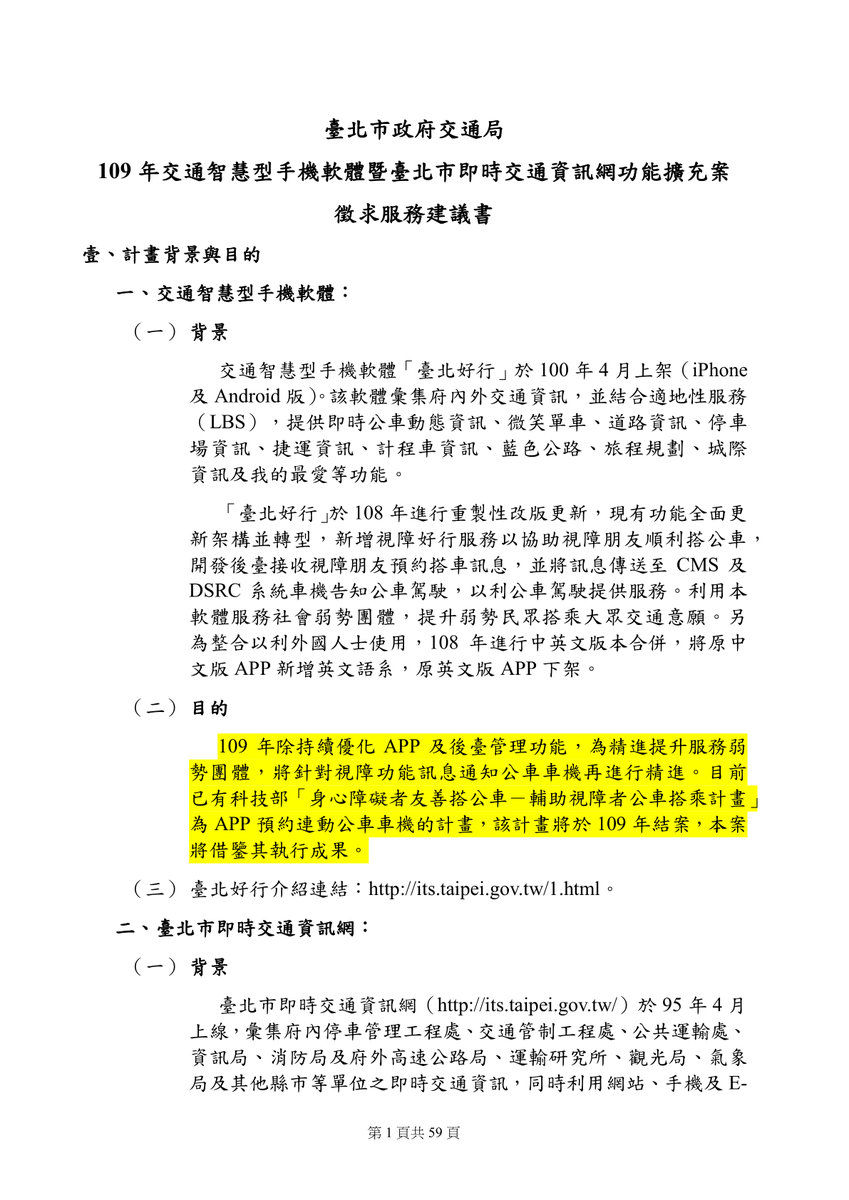 臺北市政府交通局
109 年交通智慧型手機軟體暨臺北市即時交通資訊網功能擴充案
徵求服務建議書
壹、計畫背景與目的
一、交通智慧型手機軟體：
（一） 背景
交通智慧型手機軟體「臺北好行」於 100 年 4 月上架（iPhone
及 Android 版）。該軟體彙集府內外交通資訊，並結合適地性服務
（LBS），提供即時公車動態資訊、微笑單車、道路資訊、停車
場資訊、捷運資訊、計程車資訊、藍色公路、旅程規劃、城際
資訊及我的最愛等功能。
「臺北好行」於 108 年進行重製性改版更新，現有功能全面更
新架構並轉型，新增視障好行服務以協助視障朋友順利搭公車，
開發後臺接收視障朋友預約搭車訊息，並將訊息傳送至 CMS 及
DSRC 系統車機告知公車駕駛，以利公車駕駛提供服務。利用本
軟體服務社會弱勢團體，提升弱勢民眾搭乘大眾交通意願。另
為整合以利外國人士使用，108 年進行中英文版本合併，將原中
文版 APP 新增英文語系，原英文版 APP 下架。
（二） 目的
109 年除持續優化 APP 及後臺管理功能，為精進提升服務弱
勢團體，將針對視障功能訊息通知公車車機再進行精進。目前
已有科技部「身心障礙者友善搭公車－輔助視障者公車搭乘計畫」
為 APP 預約連動公車車機的計畫，該計畫將於 109 年結案，本案
將借鑒其執行成果。
（三） 臺北好行介紹連結：http://its.taipei.gov.tw/1.html。
二、臺北市即時交通資訊網：
（一） 背景
臺北市即時交通資訊網（http://its.taipei.gov.tw/）於 95 年 4 月
上線，彙集府內停車管理工程處、交通管制工程處、公共運輸處、
資訊局、消防局及府外高速公路局、運輸研究所、觀光局、氣象
局及其他縣市等單位之即時交通資訊，同時利用網站、手機及 E-
第 1 頁共 59 頁